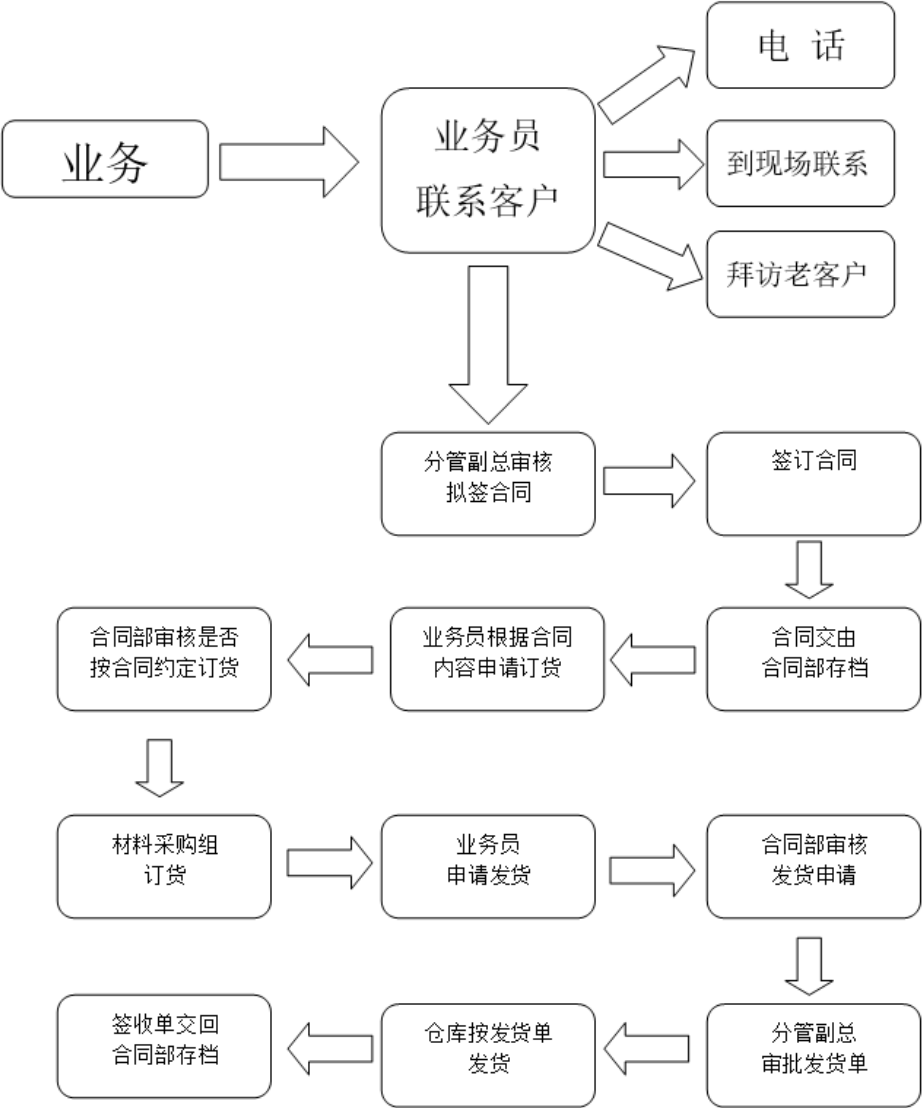 业务
业务员
联系客户
电 话
到现场联系
拜访老客户
分管副总审核
拟签合同
签订合同
合同交由
合同部存档
业务员根据合同
内容申请订货
合同部审核是否
按合同约定订货
材料采购组
订货
业务员
申请发货
合同部审核
发货申请
分管副总
审批发货单
仓库按发货单
发货
签收单交回
合同部存档